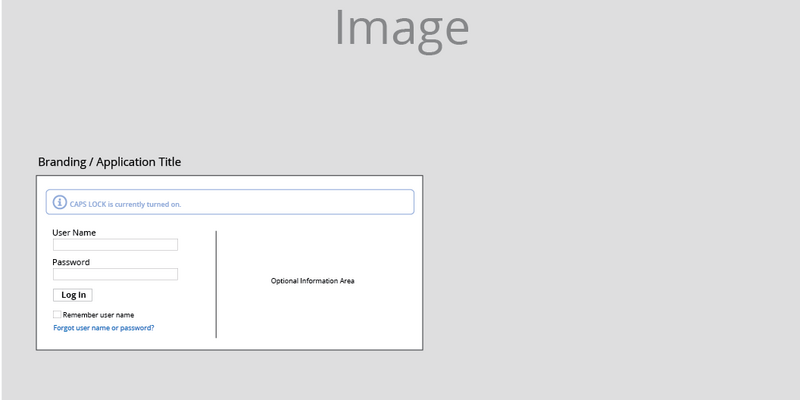 Image
Branding / Application Title
CAPS LOCK is currently turned on.
User Name
Password
Log In
Remember user name
Forgot user name or password?
Optional Information Area